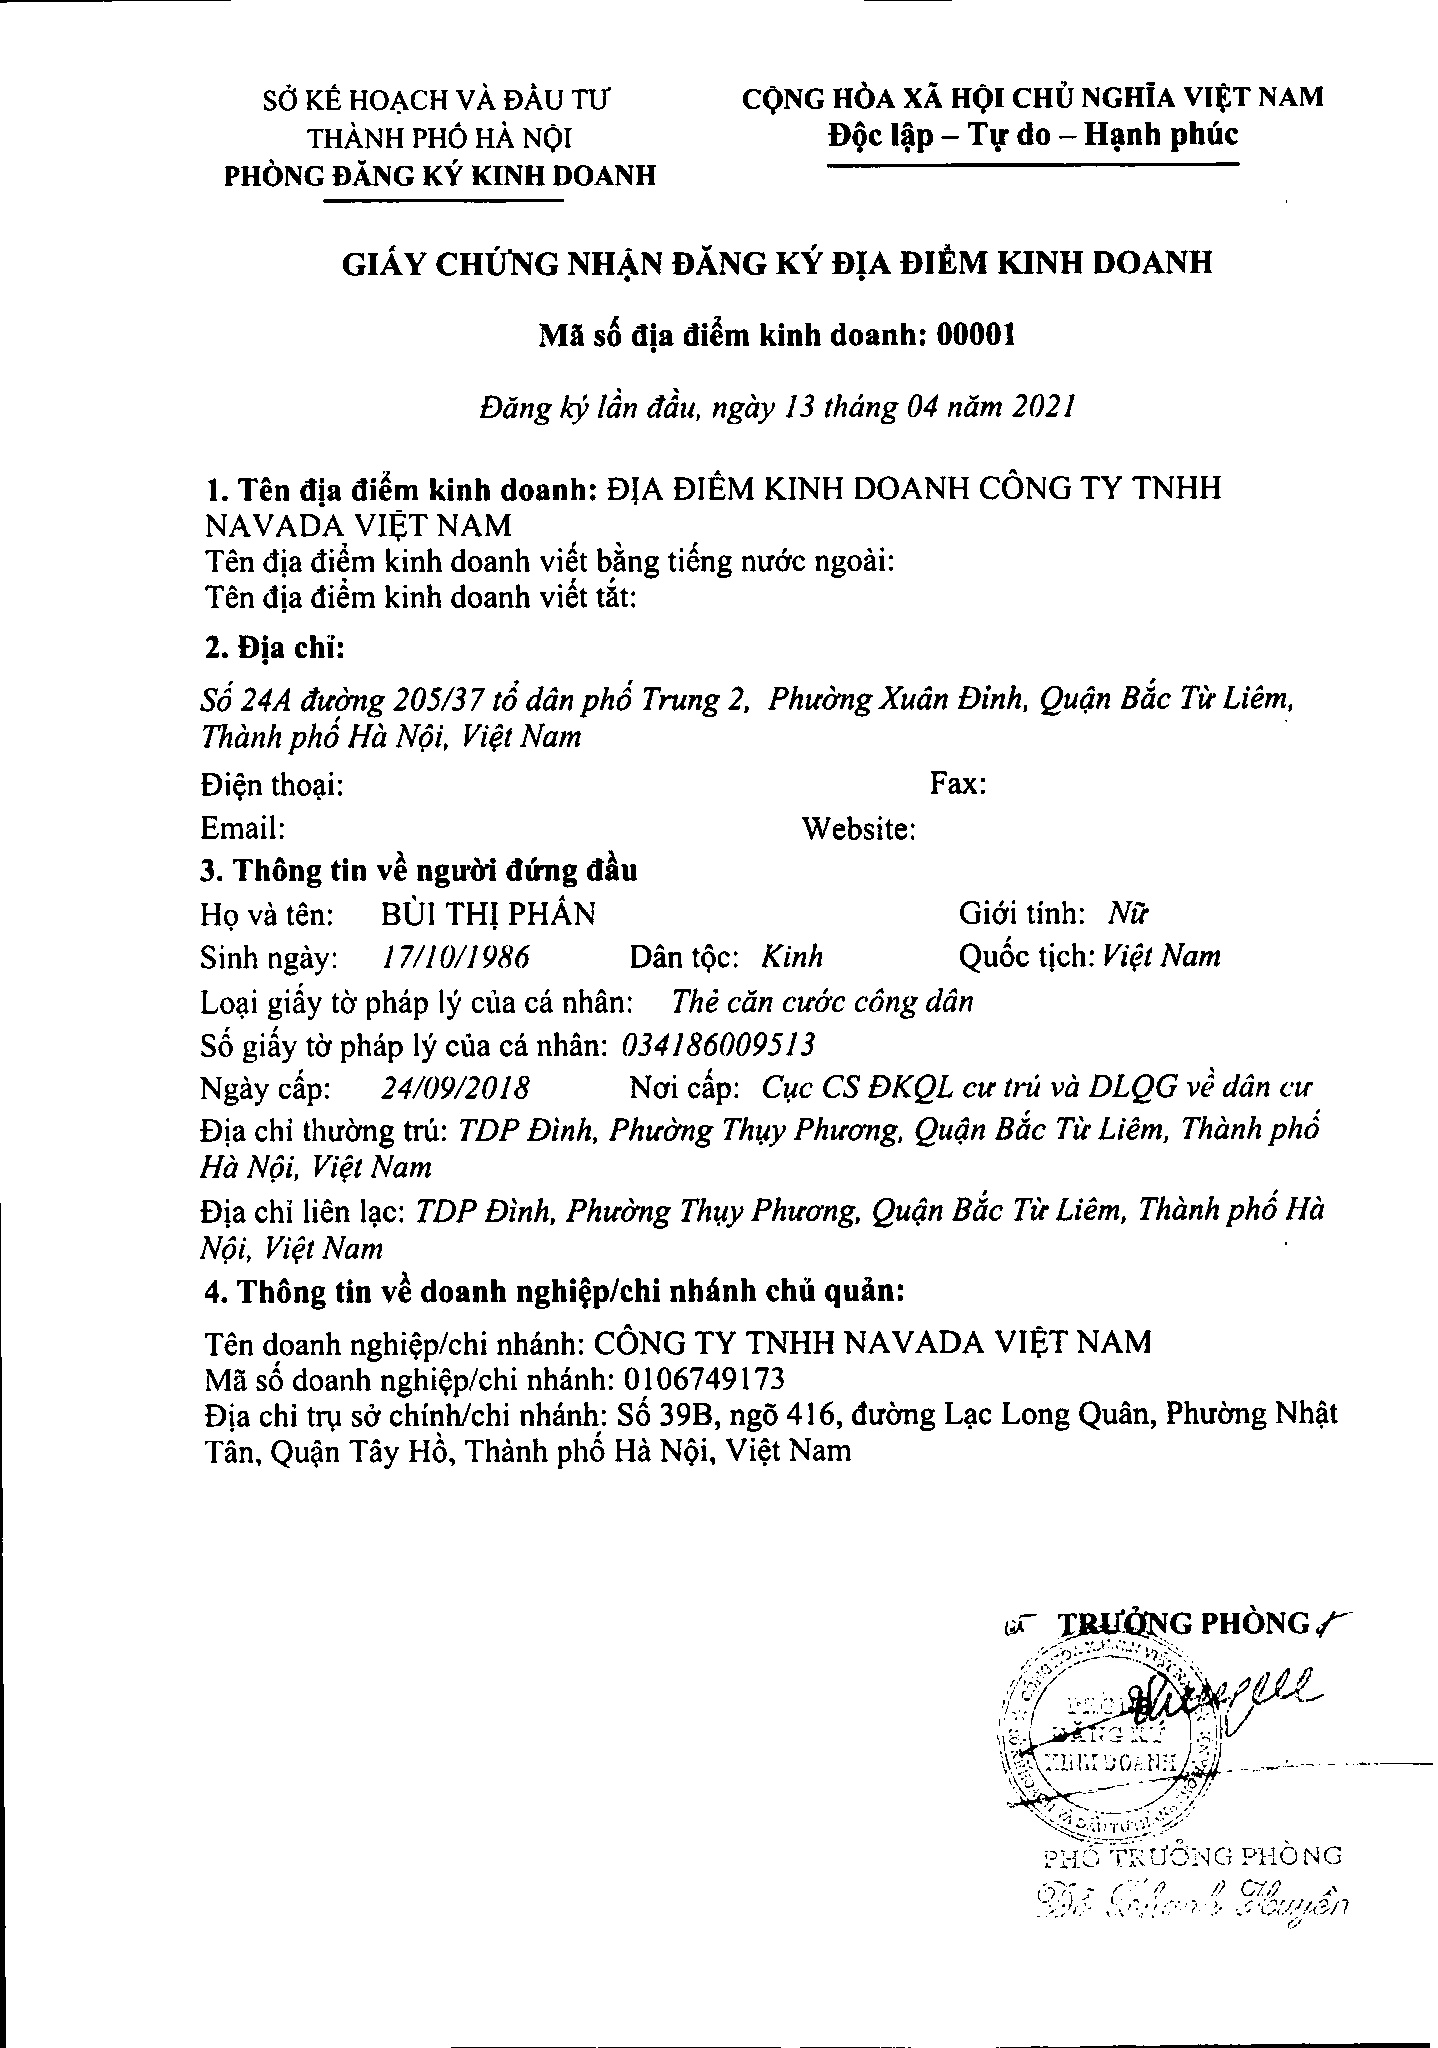 SỞ KẾ HOẠCH VÀ ĐẦU TƯ
THÀNH PHỐ HÀ NỘI
PHÒNG ĐĂNG KÝ KINH DOANH
CỘNG HÒA XÃ HỘI CHỦ NGHĨA VIỆT NAM
Độc lập – Tự do – Hạnh phúc
GIẤY CHỨNG NHẬN ĐĂNG KÝ ĐỊA ĐIỂM KINH DOANH
Mã số địa điểm kinh doanh: 00001
Đăng ký lần đầu, ngày 13 tháng 04 năm 2021
1. Tên địa điểm kinh doanh: ĐỊA ĐIỂM KINH DOANH CÔNG TY TNHH
NAVADA VIỆT NAM
Tên địa điểm kinh doanh viết bằng tiếng nước ngoài:
Tên địa điểm kinh doanh viết tắt:
2. Địa chỉ:
Số 24A đường 205/37 tổ dân phố Trung 2, Phường Xuân Đỉnh, Quận Bắc Từ Liêm,
Thành phố Hà Nội, Việt Nam
Điện thoại: Fax:
Email: Website:
3. Thông tin về người đứng đầu
Họ và tên: BÙI THỊ PHẤN Giới tính: Nữ
Sinh ngày: 17/10/1986 Dân tộc: Kinh Quốc tịch: Việt Nam
Loại giấy tờ pháp lý của cá nhân: Thẻ căn cước công dân
Số giấy tờ pháp lý của cá nhân: 034186009513
Ngày cấp: 24/09/2018 Nơi cấp: Cục CS ĐKQL cư trú và DLQG về dân cư
Địa chỉ thường trú: TDP Đình, Phường Thụy Phương, Quận Bắc Từ Liêm, Thành phố
Hà Nội, Việt Nam
Địa chỉ liên lạc: TDP Đình, Phường Thụy Phương, Quận Bắc Từ Liêm, Thành phố Hà
Nội, Việt Nam
4. Thông tin về doanh nghiệp/chi nhánh chủ quản:
Tên doanh nghiệp/chi nhánh: CÔNG TY TNHH NAVADA VIỆT NAM
Mã số doanh nghiệp/chi nhánh: 0106749173
Địa chỉ trụ sở chính/chi nhánh: Số 39B, ngõ 416, đường Lạc Long Quân, Phường Nhật
Tân, Quận Tây Hồ, Thành phố Hà Nội, Việt Nam
TRƯỞNG PHÒNG
PHÒNG
ĐĂNG KÝ
KINH DOANH
PHÓ TRƯỞNG PHÒNG
Đỗ Thanh Huyền